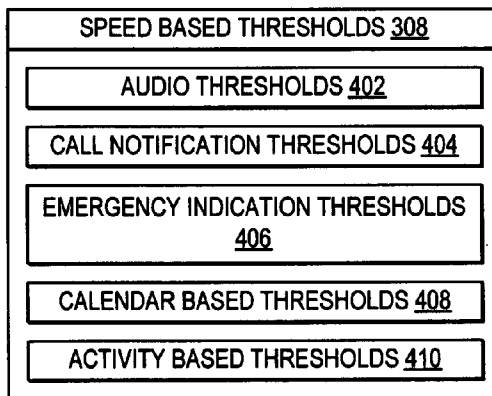 SPEED BASED THRESHOLDS 308
AUDIO THRESHOLDS 402
CALL NOTIFICATION THRESHOLDS 404
EMERGENCY INDICATION THRESHOLDS
406
CALENDAR BASED THRESHOLDS 408
ACTIVITY BASED THRESHOLDS 410